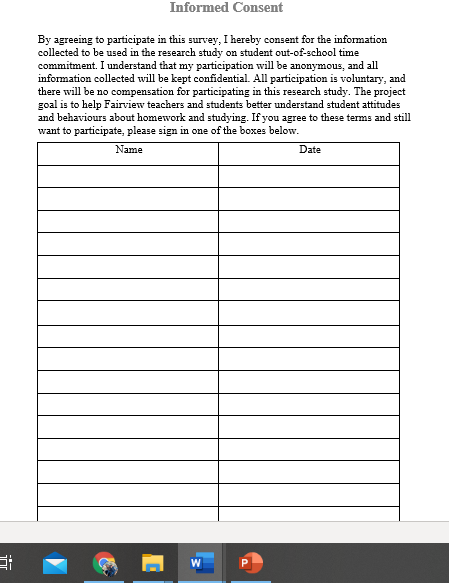 Informed Consent
By agreeing to participate in this survey, I hereby consent for the information
collected to be used in the research study on student out-of-school time
commitment. I understand that my participation will be anonymous, and all
information collected will be kept confidential. All participation is voluntary, and
there will be no compensation for participating in this research study. The project
goal is to help Fairview teachers and students better understand student attitudes
and behaviours about homework and studying. If you agree to these terms and still
want to participate, please sign in one of the boxes below.
Name Date
W P